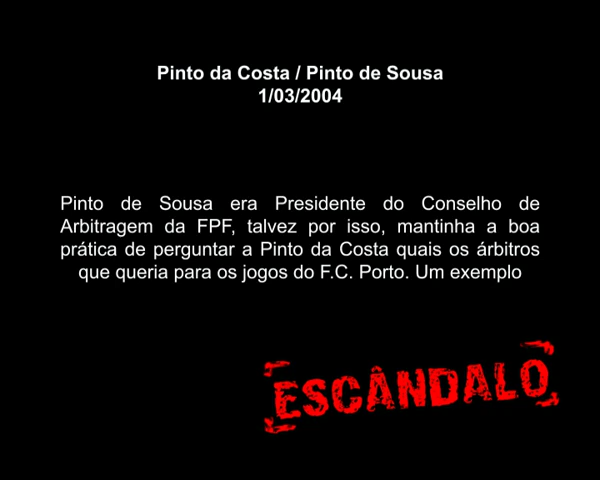 Pinto da Costa / Pinto de Sousa
1/03/2004
Pinto de Sousa era Presidente do Conselho de
Arbitragem da FPF, talvez por isso, mantinha a boa
prática de perguntar a Pinto da Costa quais os árbitros
que queria para os jogos do F.C. Porto. Um exemplo
ESCÂNDALO